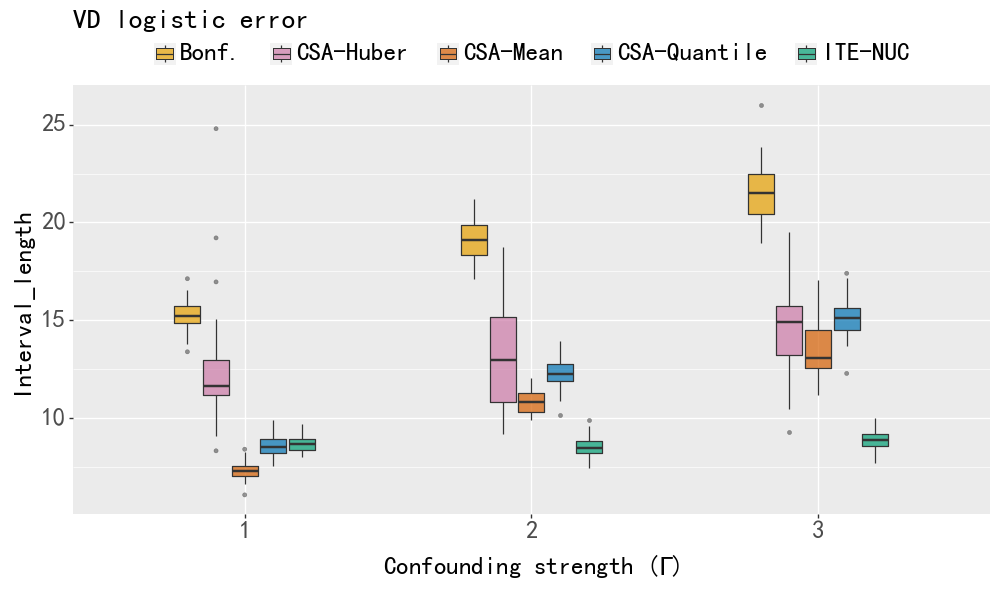 VD logistic error
Bonf. CSA-Huber CSA-Mean CSA-Quantile ITE-NUC
25
20
15
10
Interval_length
1 2 3
Confounding strength (Γ)